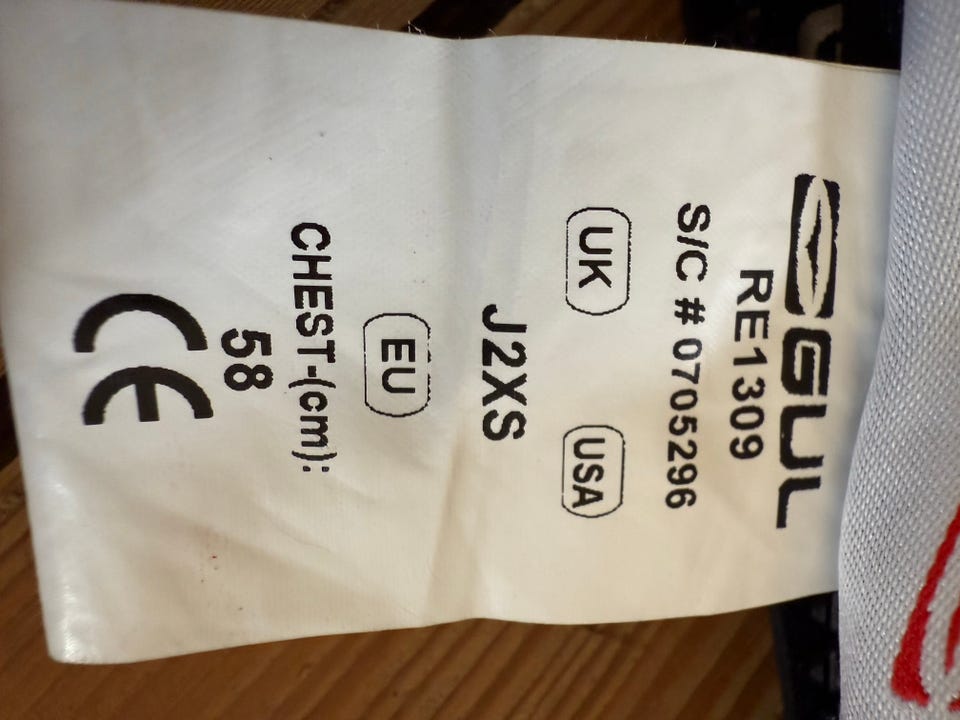 GUL
RE1309
S/C # 0705296
UK USA
J2XS
EU
CHEST-(cm):
58
CE